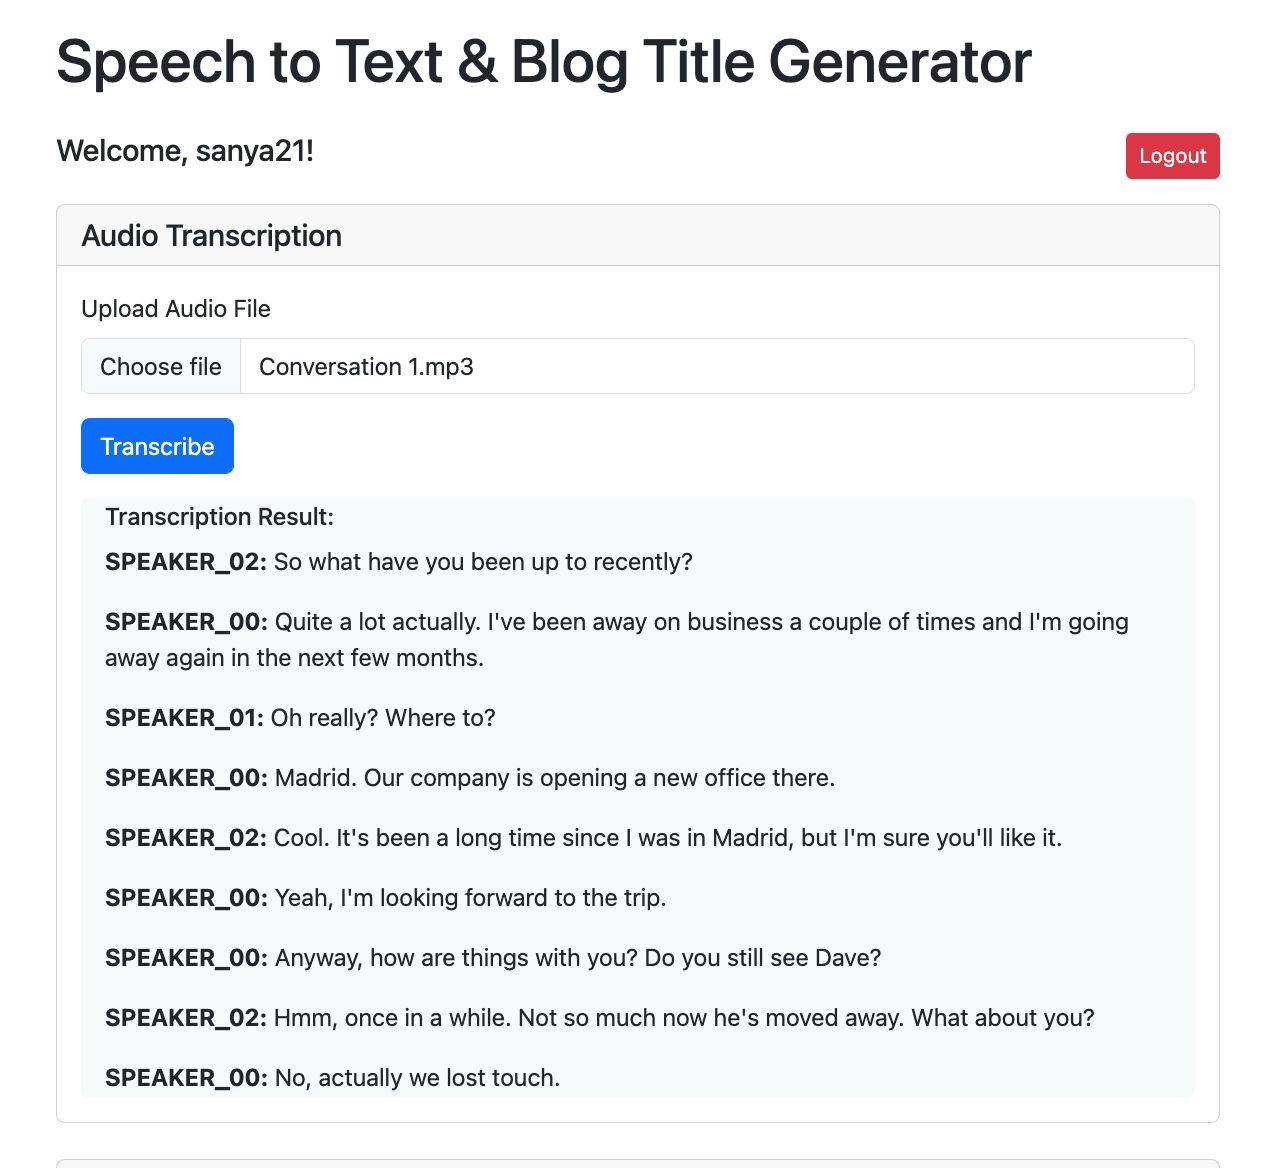 Speech to Text & Blog Title Generator
Welcome, sanya21!
Logout
Audio Transcription
Upload Audio File
Choose file
Conversation 1.mp3
Transcribe
Transcription Result:
SPEAKER_02: So what have you been up to recently?
SPEAKER_00: Quite a lot actually. I've been away on business a couple of times and I'm going
away again in the next few months.
SPEAKER_01: Oh really? Where to?
SPEAKER_00: Madrid. Our company is opening a new office there.
SPEAKER_02: Cool. It's been a long time since I was in Madrid, but I'm sure you'll like it.
SPEAKER_00: Yeah, I'm looking forward to the trip.
SPEAKER_00: Anyway, how are things with you? Do you still see Dave?
SPEAKER_02: Hmm, once in a while. Not so much now he's moved away. What about you?
SPEAKER_00: No, actually we lost touch.